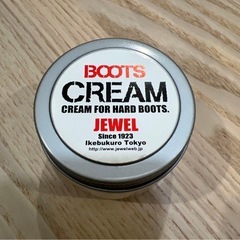 BOOTS
CREAM
CREAM FOR HARD BOOTS.
JEWEL
Since 1923
Ikebukuro Tokyo
http://www.jewelweb.jp